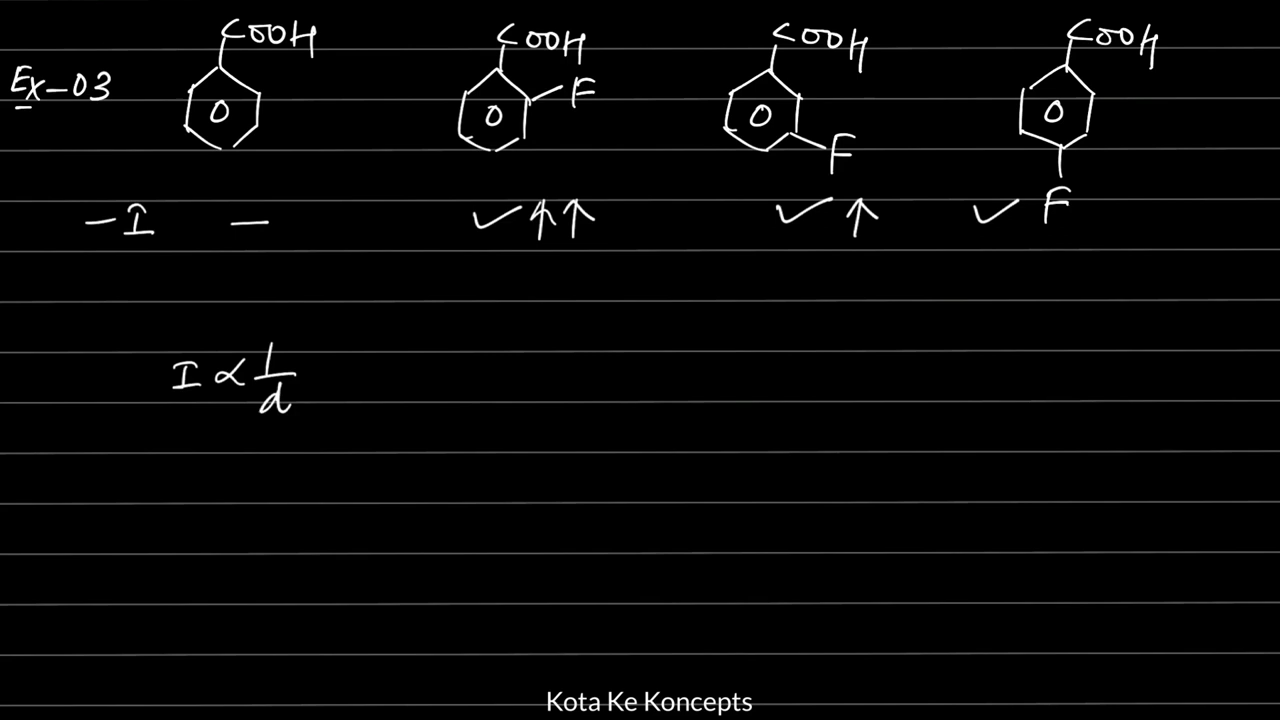 COOH COOH COOH COOH
Ex-03 O O F O F O F
-I — ✓↑↑ ✓↑ ✓
I ∝ 1/d
Kota Ke Koncepts